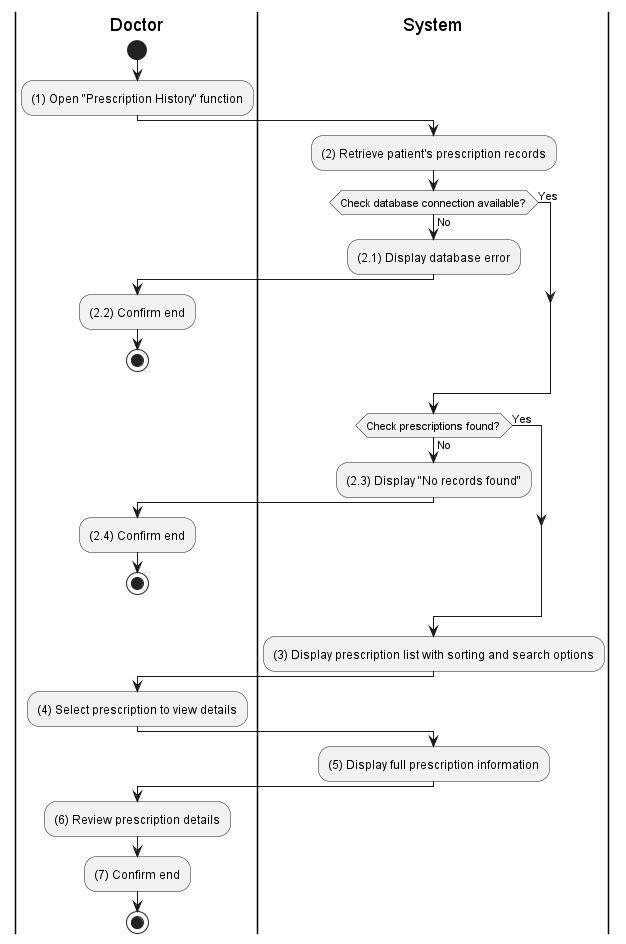 Doctor
System
(1) Open "Prescription History" function
(2) Retrieve patient's prescription records
Check database connection available?
Yes
No
(2.1) Display database error
(2.2) Confirm end
Check prescriptions found?
Yes
No
(2.3) Display "No records found"
(2.4) Confirm end
(3) Display prescription list with sorting and search options
(4) Select prescription to view details
(5) Display full prescription information
(6) Review prescription details
(7) Confirm end